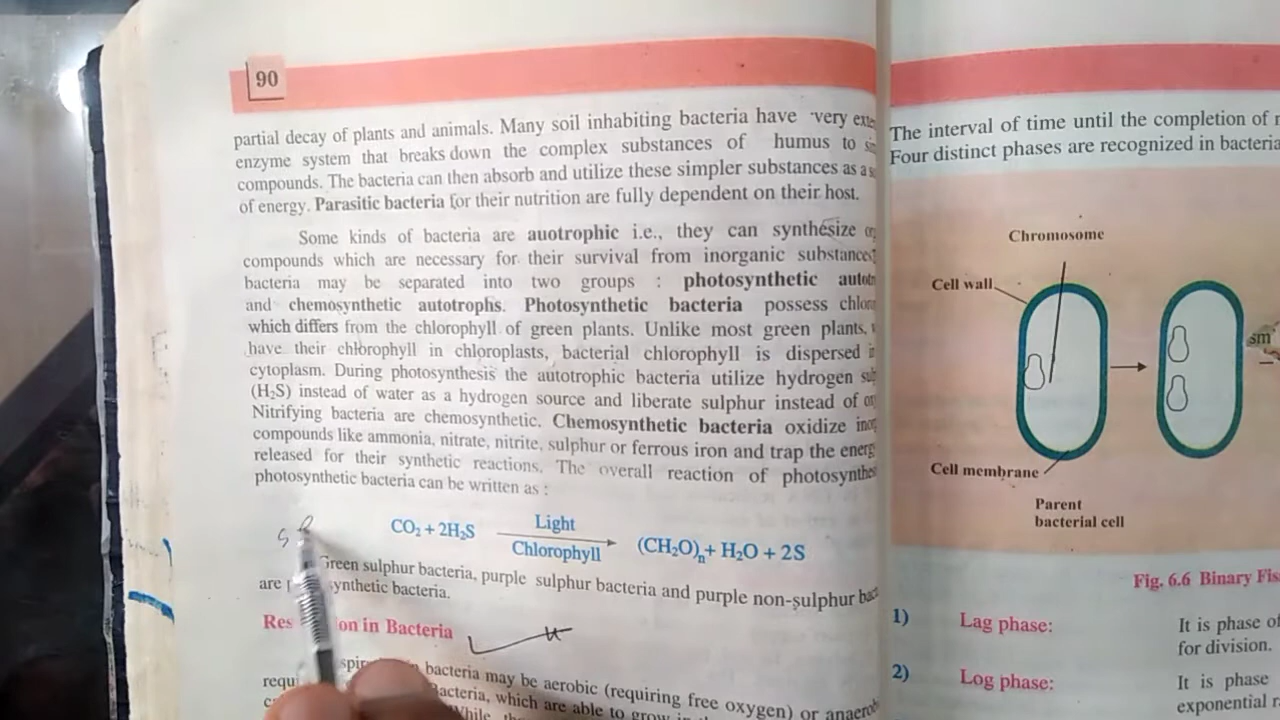 90
partial decay of plants and animals. Many soil inhabiting bacteria have very
enzyme system that breaks down the complex substances of humus to
compounds. The bacteria can then absorb and utilize these simpler substances as a
of energy. Parasitic bacteria for their nutrition are fully dependent on their host.
Some kinds of bacteria are auotrophic i.e., they can synthesize
compounds which are necessary for their survival from inorganic substances
bacteria may be separated into two groups : photosynthetic
and chemosynthetic autotrophs. Photosynthetic bacteria possess
which differs from the chlorophyll of green plants. Unlike most green plants,
have their chlorophyll in chloroplasts, bacterial chlorophyll is dispersed
cytoplasm. During photosynthesis the autotrophic bacteria utilize hydrogen
(H₂S) instead of water as a hydrogen source and liberate sulphur instead of
Nitrifying bacteria are chemosynthetic. Chemosynthetic bacteria oxidize
compounds like ammonia, nitrate, nitrite, sulphur or ferrous iron and trap the
released for their synthetic reactions. The overall reaction of
photosynthetic bacteria can be written as :
CO₂ + 2H₂S Light Chlorophyll (CH₂O)n + H₂O + 2S
Green sulphur bacteria, purple sulphur bacteria and purple non-sulphur
are synthetic bacteria.
on in Bacteria
bacteria may be aerobic (requiring free oxygen) or
which are able to grow
The interval of time until the completion of
Four distinct phases are recognized in
Chromosome
Cell wall
sm
Cell membrane
Parent
bacterial cell
Fig. 6.6 Binary
1) Lag phase: It is phase of
for division.
2) Log phase: It is phase
exponential